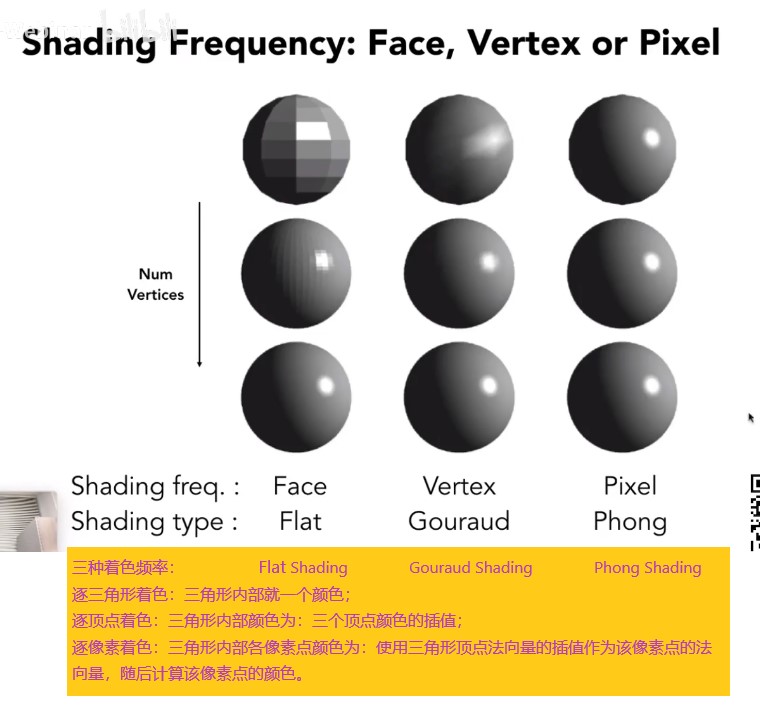 Shading Frequency: Face, Vertex or Pixel
Num
Vertices
Shading freq. : Face Vertex Pixel
Shading type : Flat Gouraud Phong
三种着色频率： Flat Shading Gouraud Shading Phong Shading
逐三角形着色：三角形内部就一个颜色；
逐顶点着色：三角形内部颜色为：三个顶点颜色的插值；
逐像素着色：三角形内部各像素点颜色为：使用三角形顶点法向量的插值作为该像素点的法
向量，随后计算该像素点的颜色。